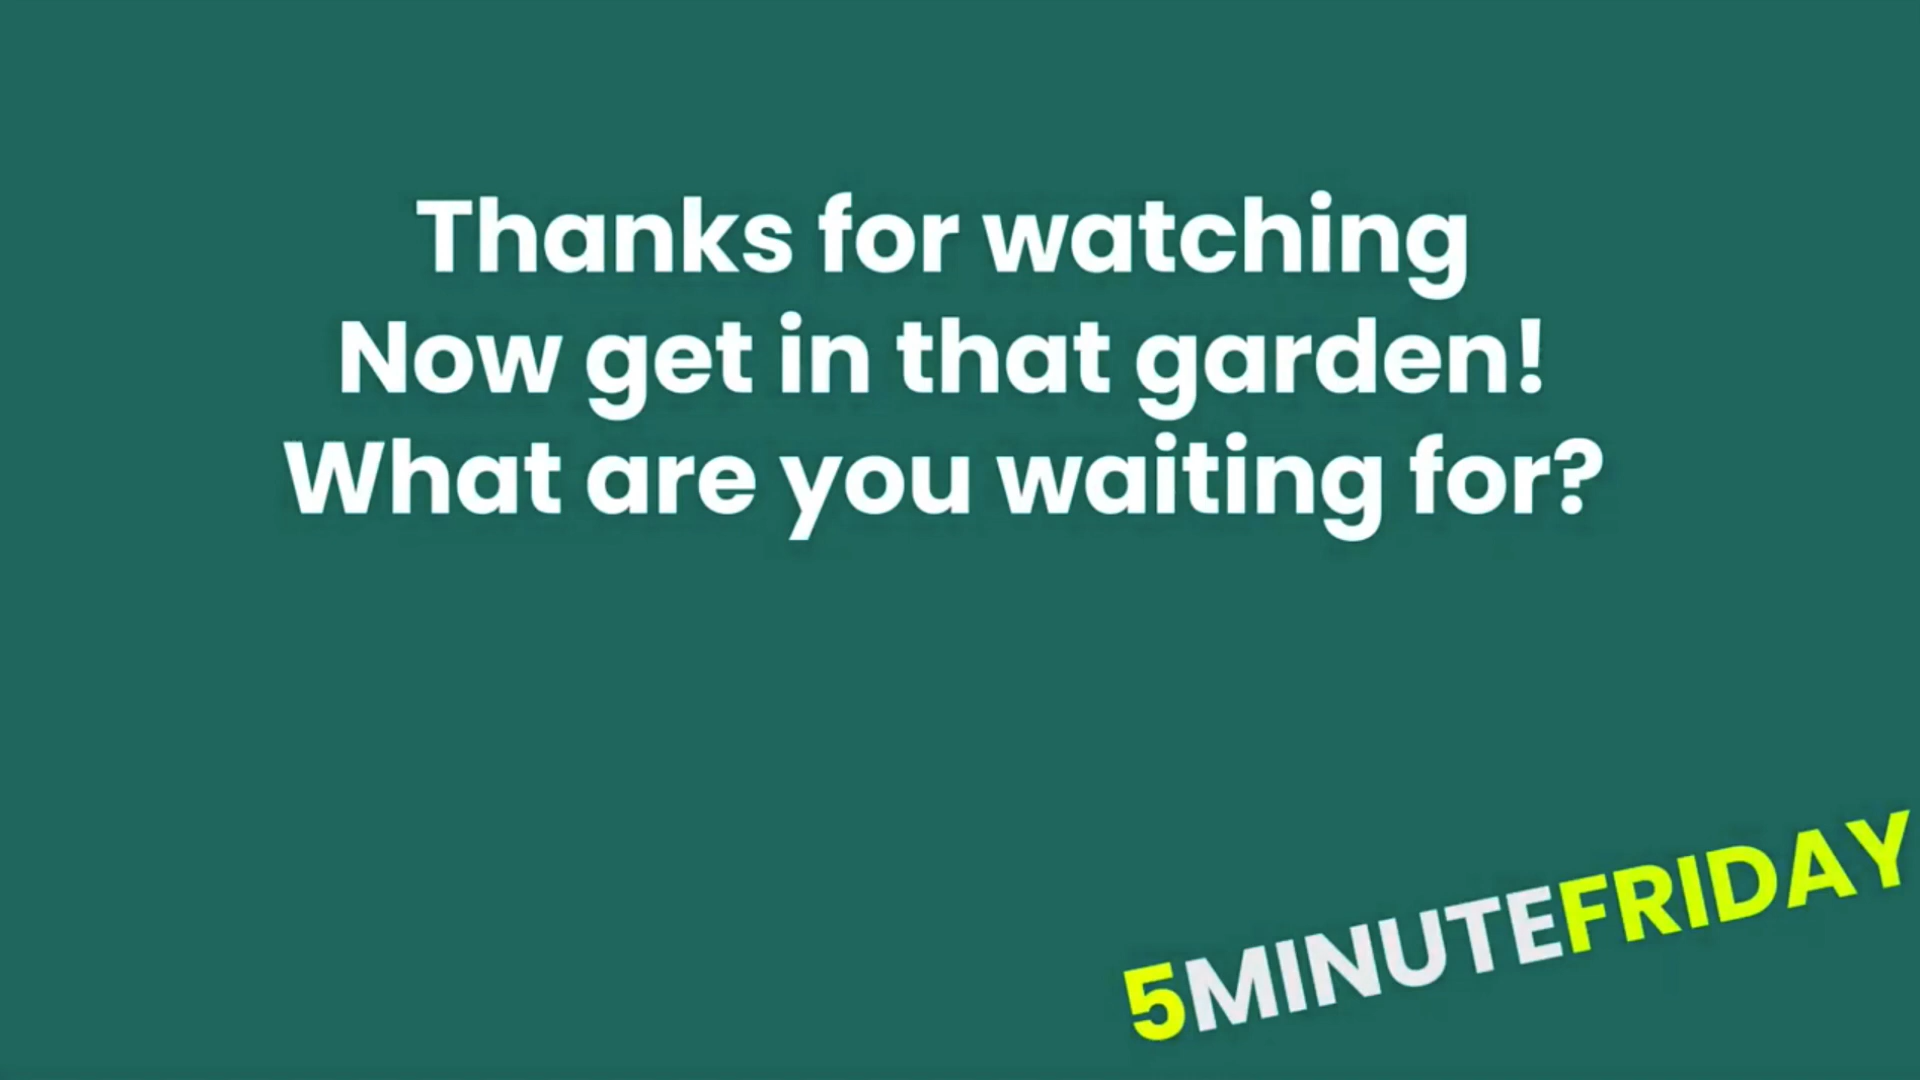 Thanks for watching
Now get in that garden!
What are you waiting for?
5MINUTEFRIDAY